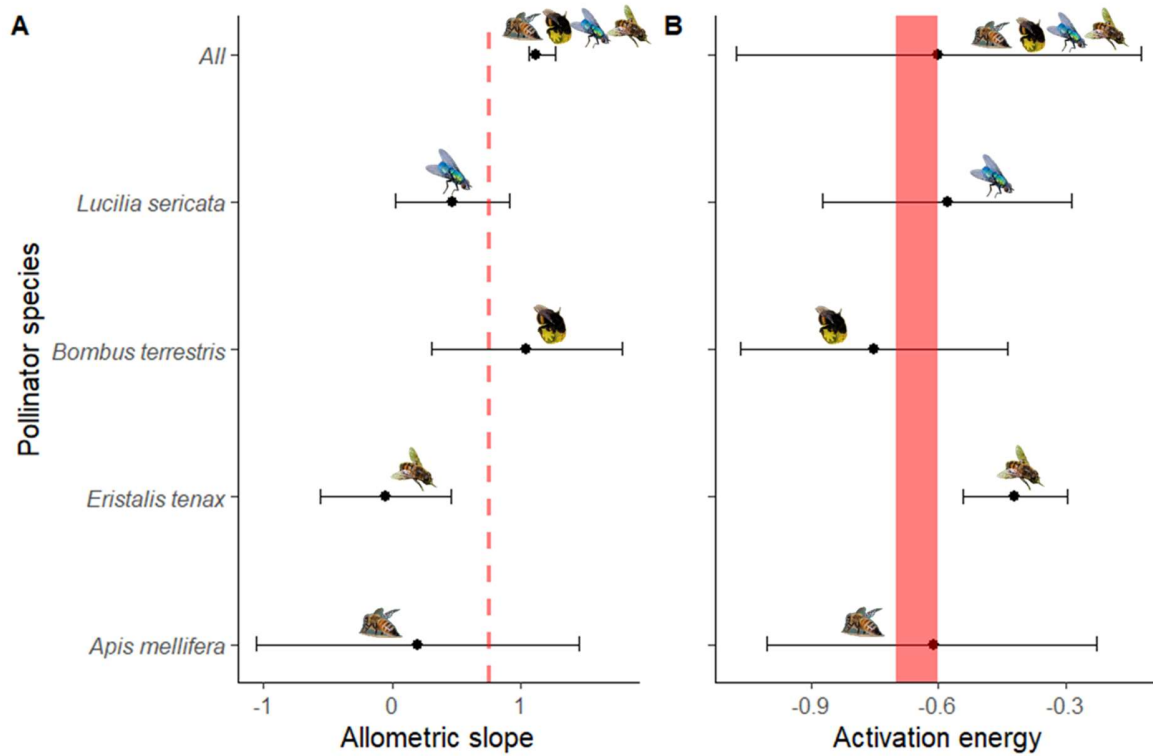 A
B
All
Lucilia sericata
Bombus terrestris
Eristalis tenax
Apis mellifera
Pollinator species
-1
0
1
-0.9
-0.6
-0.3
Allometric slope
Activation energy